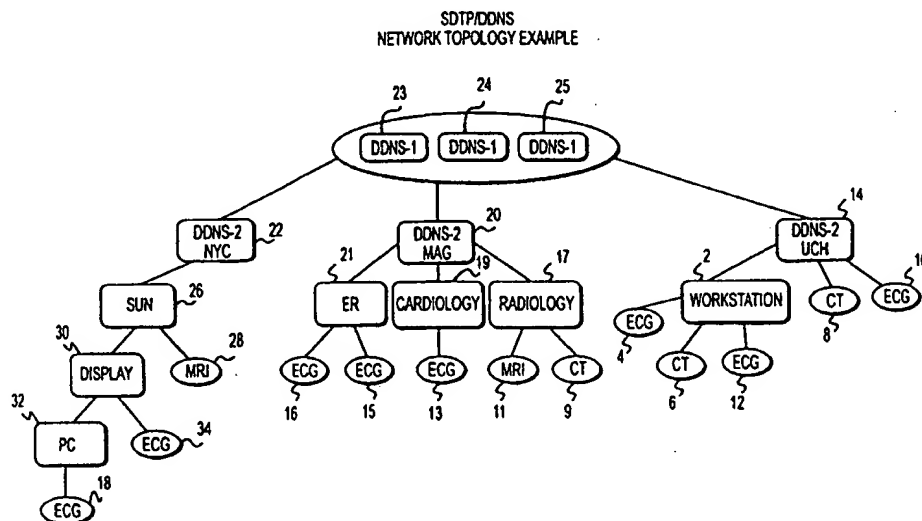 SDTP/DDNS
NETWORK TOPOLOGY EXAMPLE
23
24
25
DDNS-1
DDNS-1
DDNS-1
DDNS-2
NYC
22
DDNS-2
MAG
20
DDNS-2
UCH
14
SUN
26
21
ER
19
CARDIOLOGY
17
RADIOLOGY
2
WORKSTATION
CT
8
ECG
10
30
DISPLAY
MRI
28
ECG
16
ECG
15
ECG
13
MRI
11
CT
9
ECG
4
CT
6
ECG
12
32
PC
ECG
34
ECG
18